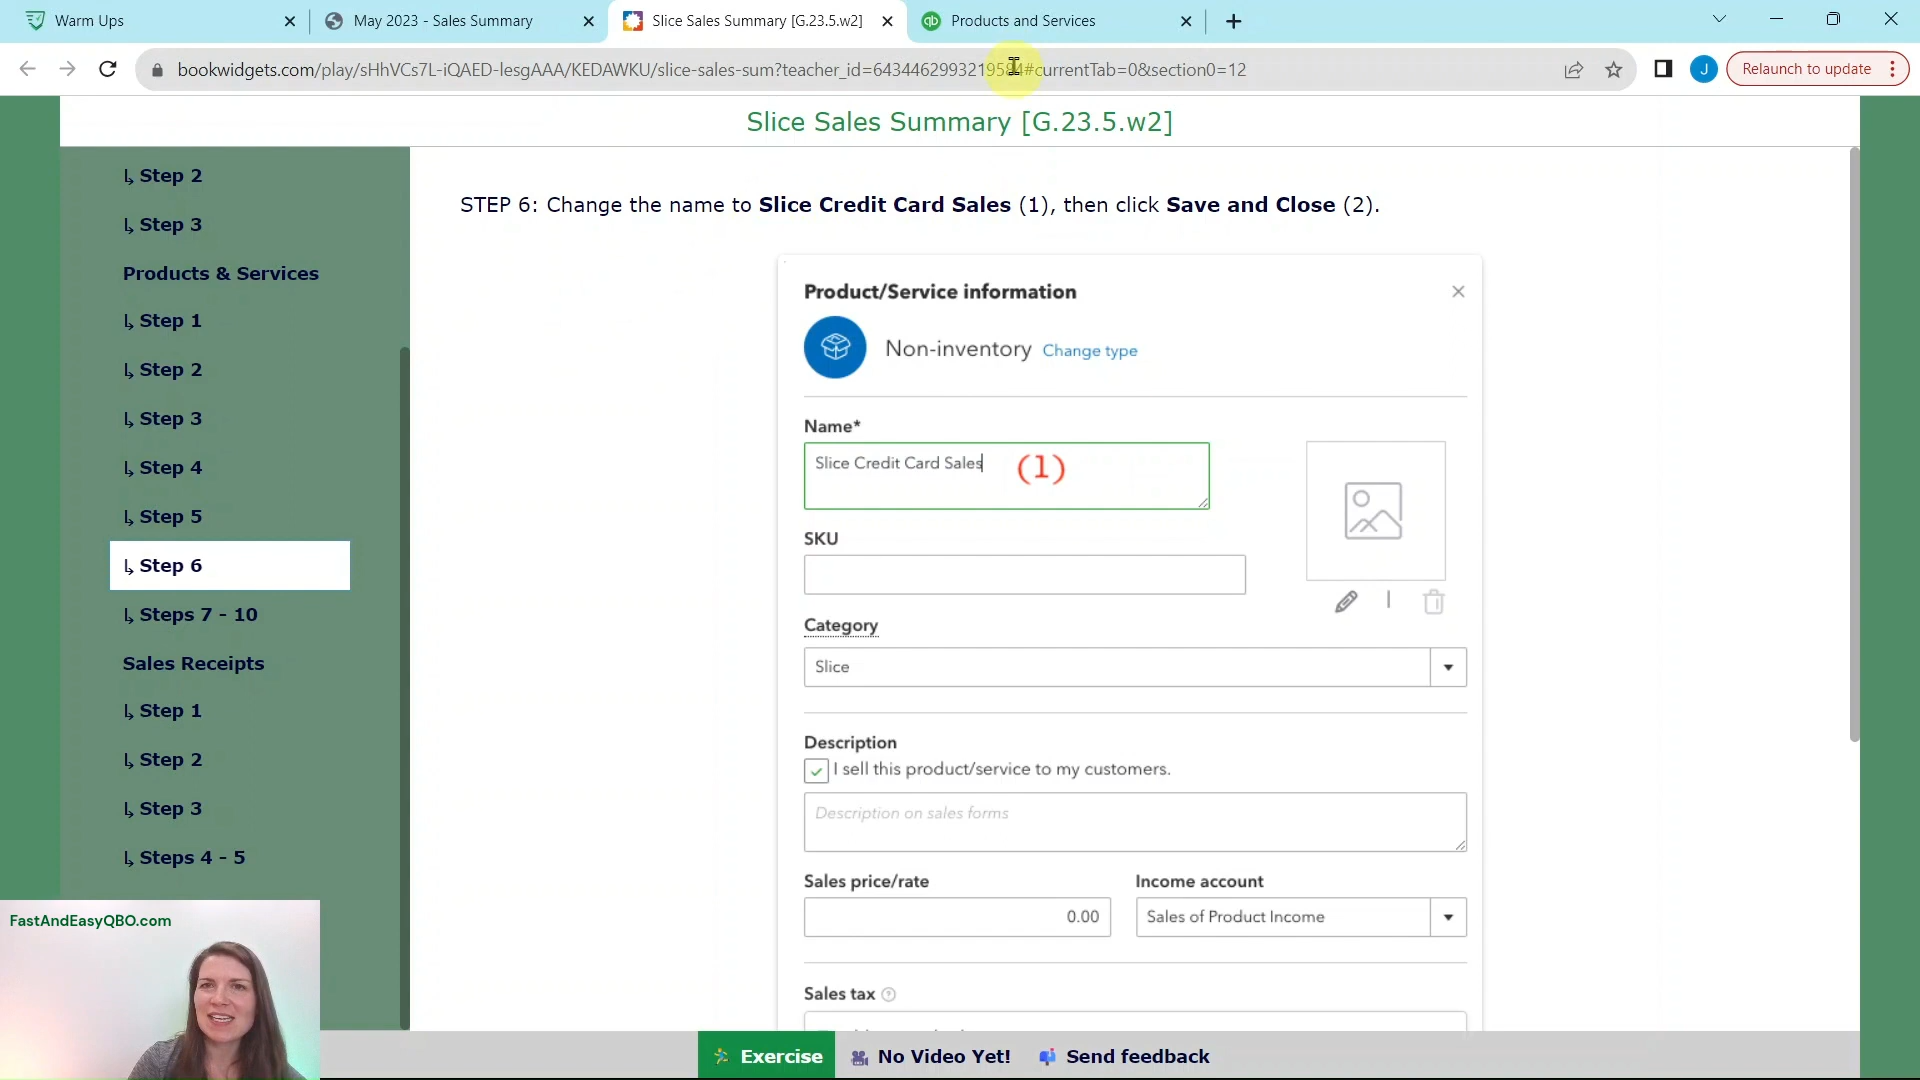 Warm Ups
May 2023 - Sales Summary
Slice Sales Summary [G.23.5.w2]
Products and Services
bookwidgets.com/play/sHhVCs7L-iQAED-lesgAAA/KEDAWKU/slice-sales-sum?teacher_id=6434462993219584#currentTab=0&section0=12
J
Relaunch to update
Slice Sales Summary [G.23.5.w2]
↳ Step 2
↳ Step 3
Products & Services
↳ Step 1
↳ Step 2
↳ Step 3
↳ Step 4
↳ Step 5
↳ Step 6
↳ Steps 7 - 10
Sales Receipts
↳ Step 1
↳ Step 2
↳ Step 3
↳ Steps 4 - 5
STEP 6: Change the name to Slice Credit Card Sales (1), then click Save and Close (2).
Product/Service information
Non-inventory Change type
Name*
Slice Credit Card Sales (1)
SKU
Category
Slice
Description
I sell this product/service to my customers.
Description on sales forms
Sales price/rate Income account
0.00 Sales of Product Income
Sales tax
FastAndEasyQBO.com
Exercise No Video Yet! Send feedback